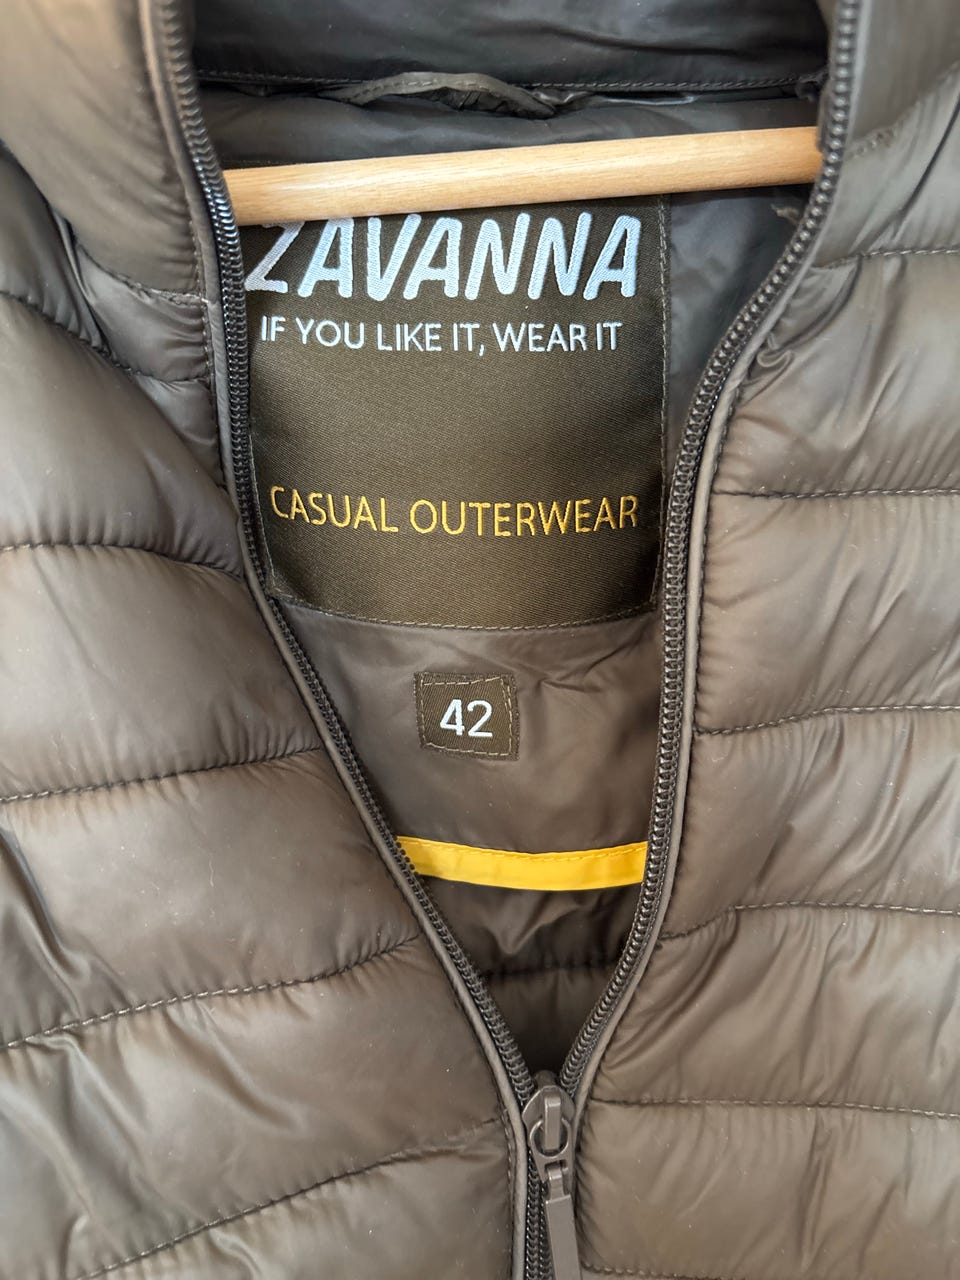 ZAVANNA
IF YOU LIKE IT, WEAR IT
CASUAL OUTERWEAR
42